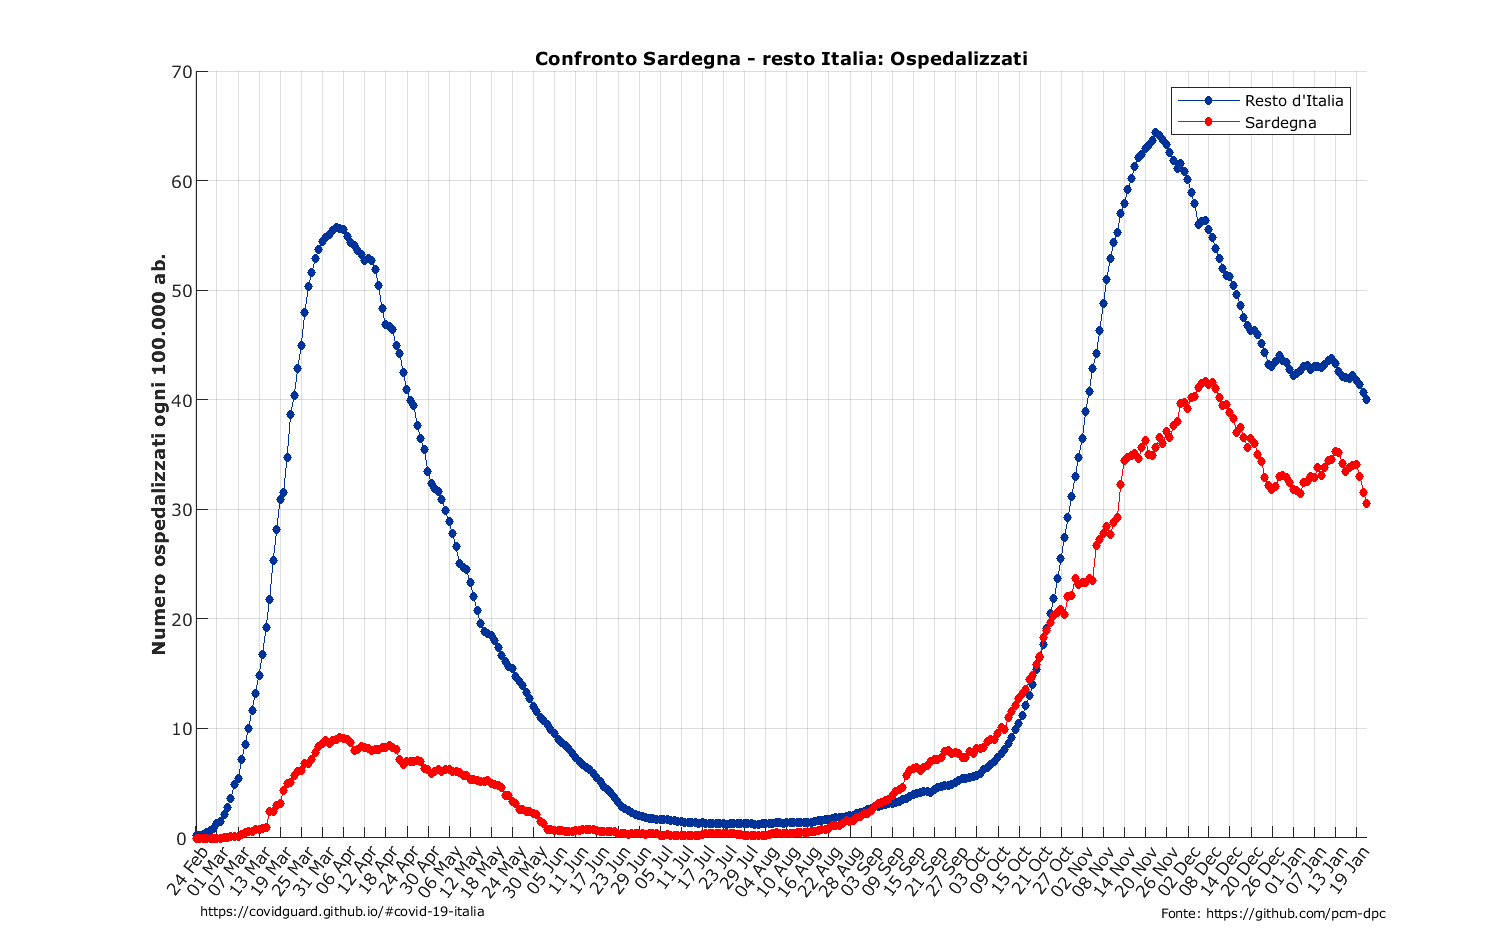 Confronto Sardegna - resto Italia: Ospedalizzati
Resto d'Italia
Sardegna
Numero ospedalizzati ogni 100.000 ab.
70
60
50
40
30
20
10
0
24 Feb
01 Mar
07 Mar
13 Mar
19 Mar
25 Mar
31 Mar
06 Apr
12 Apr
18 Apr
24 Apr
30 Apr
06 May
12 May
18 May
24 May
30 May
05 Jun
11 Jun
17 Jun
23 Jun
29 Jun
05 Jul
11 Jul
17 Jul
23 Jul
29 Jul
04 Aug
10 Aug
16 Aug
22 Aug
28 Aug
03 Sep
09 Sep
15 Sep
21 Sep
27 Sep
03 Oct
09 Oct
15 Oct
21 Oct
27 Oct
02 Nov
08 Nov
14 Nov
20 Nov
26 Nov
02 Dec
08 Dec
14 Dec
20 Dec
26 Dec
01 Jan
07 Jan
13 Jan
19 Jan
https://covidguard.github.io/#covid-19-italia
Fonte: https://github.com/pcm-dpc